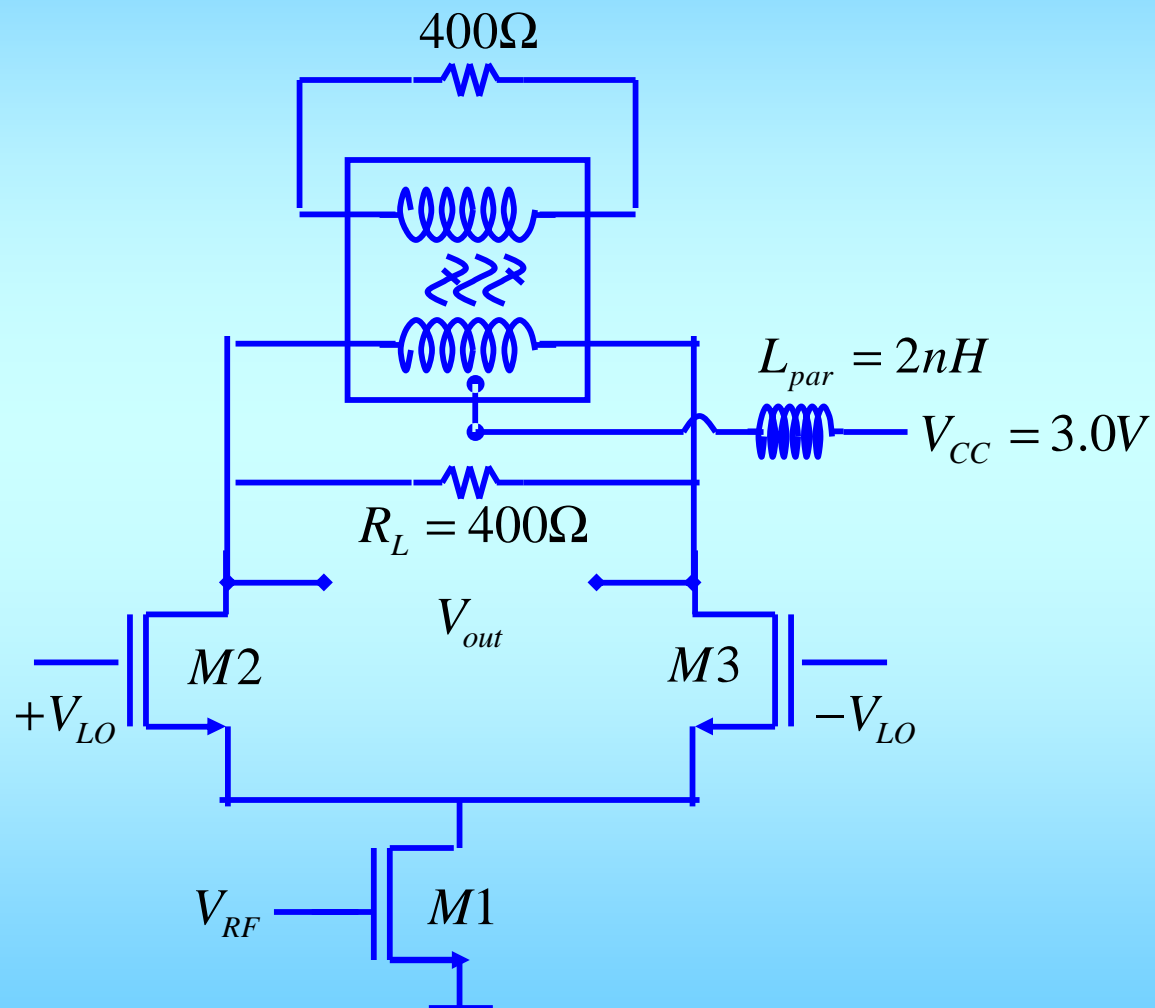 400Ω
L_par = 2nH
V_CC = 3.0V
R_L = 400Ω
V_out
M2
M3
+V_LO
−V_LO
V_RF
M1